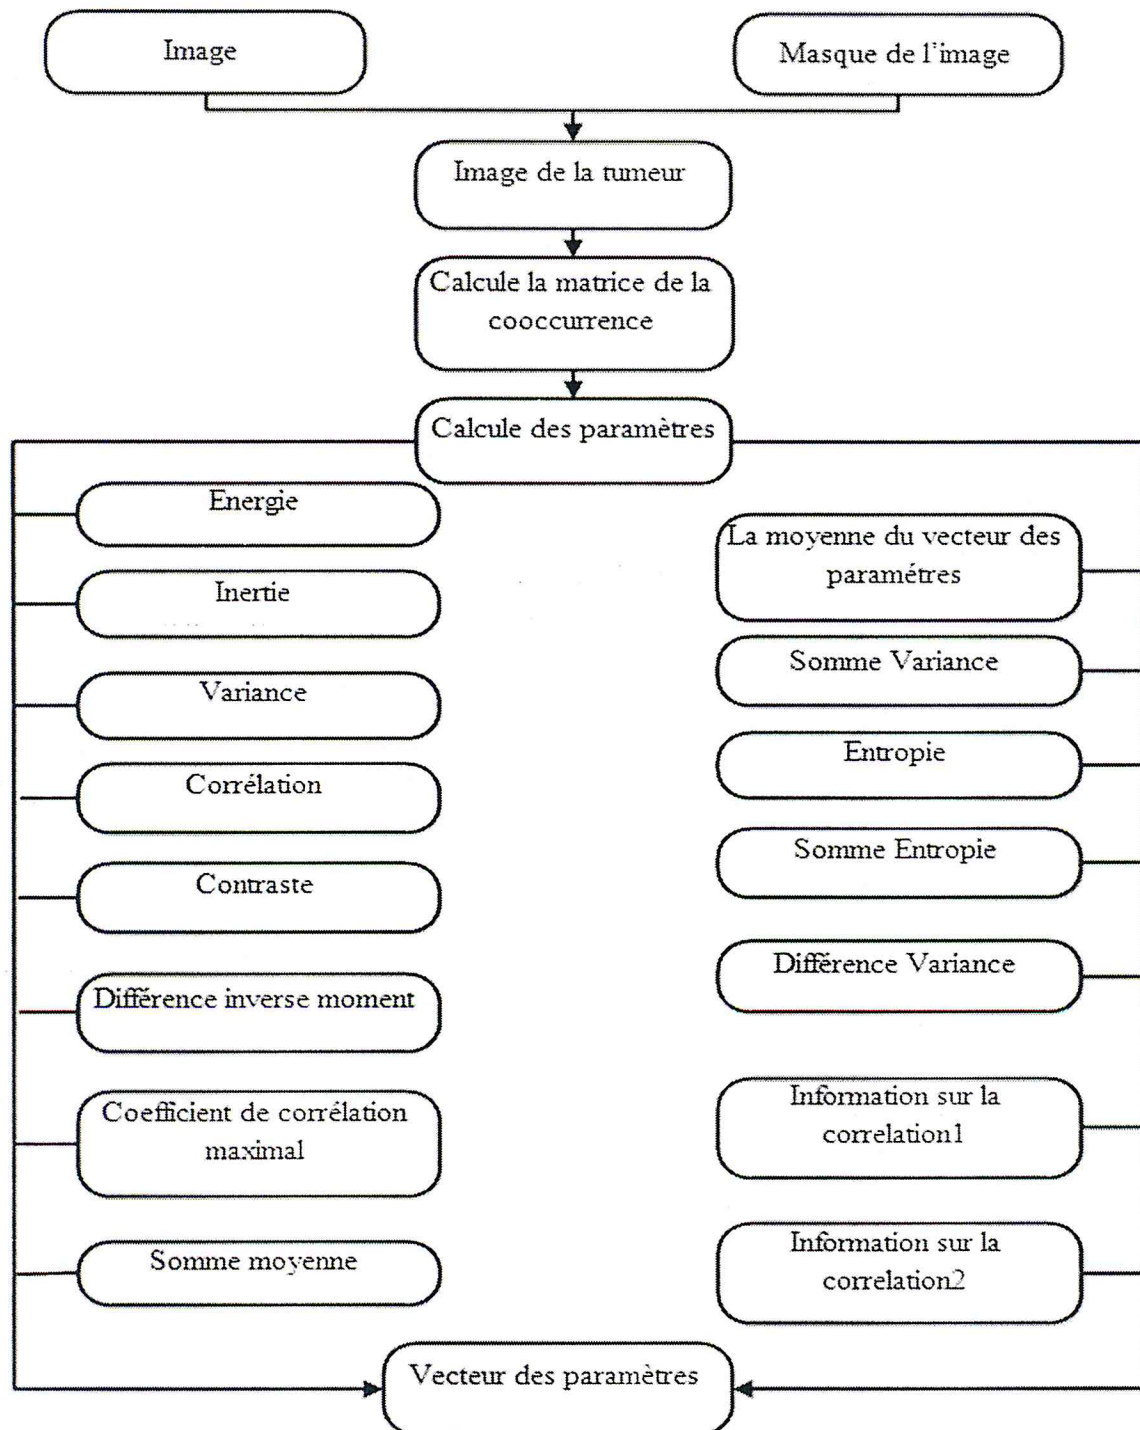 Image
Masque de l'image
Image de la tumeur
Calcule la matrice de la
cooccurrence
Calcule des paramètres
Energie
Inertie
Variance
Corrélation
Contraste
Différence inverse moment
Coefficient de corrélation
maximal
Somme moyenne
La moyenne du vecteur des
paramétres
Somme Variance
Entropie
Somme Entropie
Différence Variance
Information sur la
correlation1
Information sur la
correlation2
Vecteur des paramètres